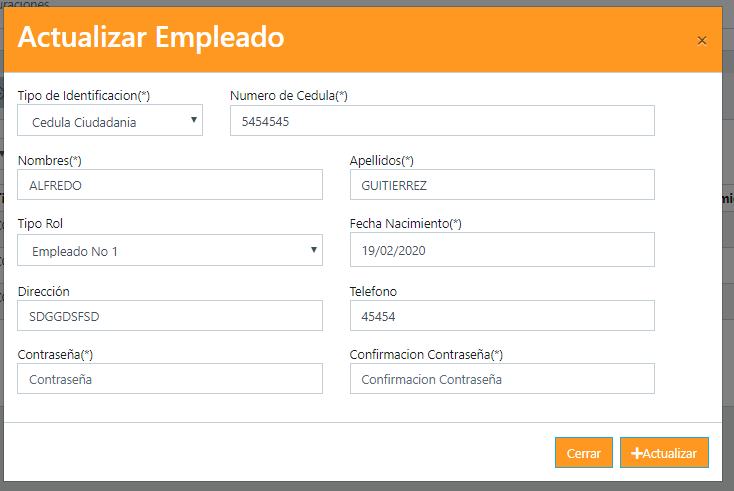 uraciones
Actualizar Empleado
×
Tipo de Identificacion(*) Numero de Cedula(*)
Cedula Ciudadania 5454545
Nombres(*) Apellidos(*)
ALFREDO GUITIERREZ
Tipo Rol Fecha Nacimiento(*)
Empleado No 1 19/02/2020
Dirección Telefono
SDGGDSFSD 45454
Contraseña(*) Confirmacion Contraseña(*)
Contraseña Confirmacion Contraseña
Cerrar +Actualizar